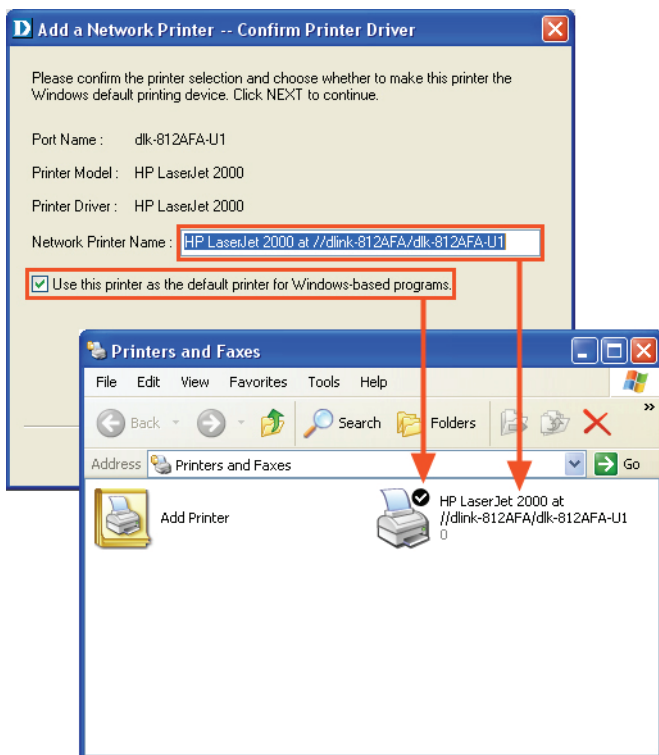 D Add a Network Printer -- Confirm Printer Driver
Please confirm the printer selection and choose whether to make this printer the
Windows default printing device. Click NEXT to continue.
Port Name : dlk-812AFA-U1
Printer Model : HP LaserJet 2000
Printer Driver : HP LaserJet 2000
Network Printer Name : HP LaserJet 2000 at //dlink-812AFA/dlk-812AFA-U1
Use this printer as the default printer for Windows-based programs.
Printers and Faxes
File Edit View Favorites Tools Help
Back Search Folders »
Address Printers and Faxes Go
Add Printer
HP LaserJet 2000 at
//dlink-812AFA/dlk-812AFA-U1
0